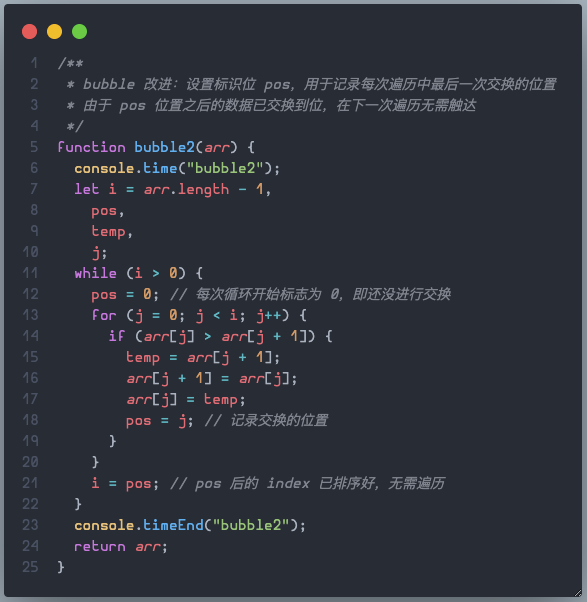 1 /**
2  * bubble 改进：设置标识位 pos，用于记录每次遍历中最后一次交换的位置
3  * 由于 pos 位置之后的数据已交换到位，在下一次遍历无需触达
4  */
5 function bubble2(arr) {
6   console.time("bubble2");
7   let i = arr.length - 1,
8     pos,
9     temp,
10     j;
11   while (i > 0) {
12     pos = 0; // 每次循环开始标志为 0，即还没进行交换
13     for (j = 0; j < i; j++) {
14       if (arr[j] > arr[j + 1]) {
15         temp = arr[j + 1];
16         arr[j + 1] = arr[j];
17         arr[j] = temp;
18         pos = j; // 记录交换的位置
19       }
20     }
21     i = pos; // pos 后的 index 已排序好，无需遍历
22   }
23   console.timeEnd("bubble2");
24   return arr;
25 }